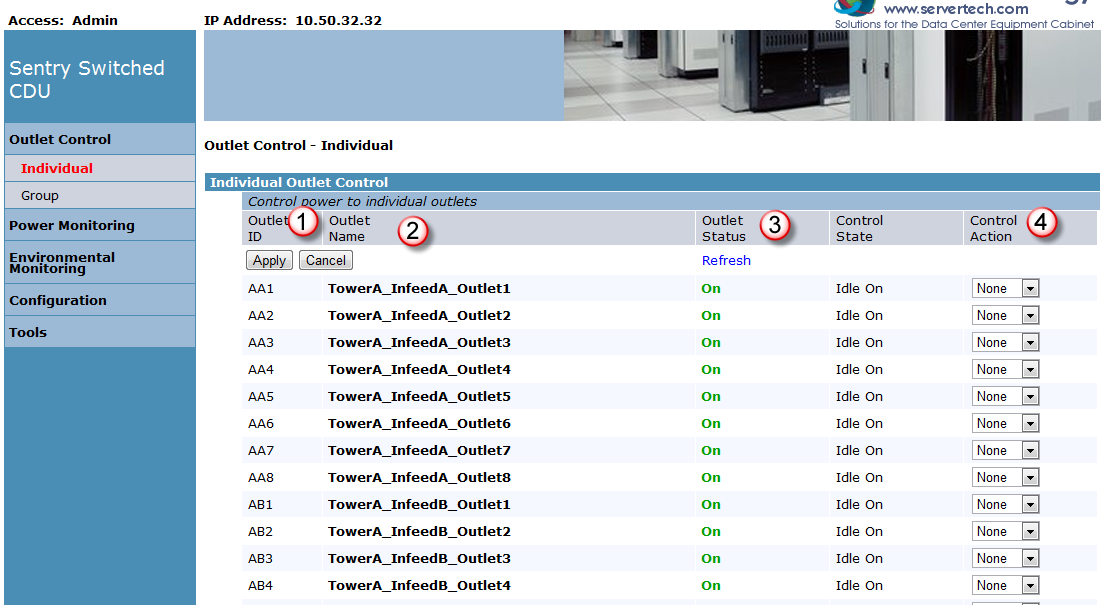 www.servertech.com
Access: Admin IP Address: 10.50.32.32
Solutions for the Data Center Equipment Cabinet
Sentry Switched
CDU
Outlet Control
Individual
Group
Power Monitoring
Environmental
Monitoring
Configuration
Tools
Outlet Control - Individual
Individual Outlet Control
Control power to individual outlets
Outlet ID 1 Outlet Name 2 Outlet Status 3 Control State Control Action 4
Apply Cancel Refresh
AA1 TowerA_InfeedA_Outlet1 On Idle On None
AA2 TowerA_InfeedA_Outlet2 On Idle On None
AA3 TowerA_InfeedA_Outlet3 On Idle On None
AA4 TowerA_InfeedA_Outlet4 On Idle On None
AA5 TowerA_InfeedA_Outlet5 On Idle On None
AA6 TowerA_InfeedA_Outlet6 On Idle On None
AA7 TowerA_InfeedA_Outlet7 On Idle On None
AA8 TowerA_InfeedA_Outlet8 On Idle On None
AB1 TowerA_InfeedB_Outlet1 On Idle On None
AB2 TowerA_InfeedB_Outlet2 On Idle On None
AB3 TowerA_InfeedB_Outlet3 On Idle On None
AB4 TowerA_InfeedB_Outlet4 On Idle On None